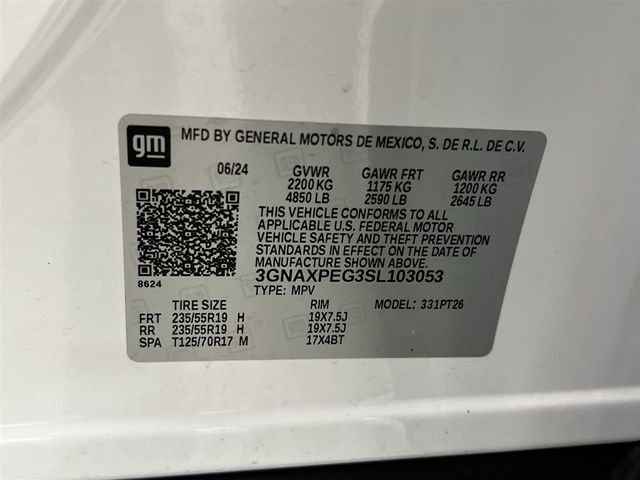 gm MFD BY GENERAL MOTORS DE MEXICO, S. DE R.L. DE C.V.
06/24 GVWR GAWR FRT GAWR RR
2200 KG 1175 KG 1200 KG
4850 LB 2590 LB 2645 LB
THIS VEHICLE CONFORMS TO ALL
APPLICABLE U.S. FEDERAL MOTOR
VEHICLE SAFETY AND THEFT PREVENTION
STANDARDS IN EFFECT ON THE DATE OF
MANUFACTURE SHOWN ABOVE.
3GNAXPEG3SL103053
8624 TYPE: MPV
TIRE SIZE RIM MODEL: 331PT26
FRT 235/55R19 H 19X7.5J
RR 235/55R19 H 19X7.5J
SPA T125/70R17 M 17X4BT